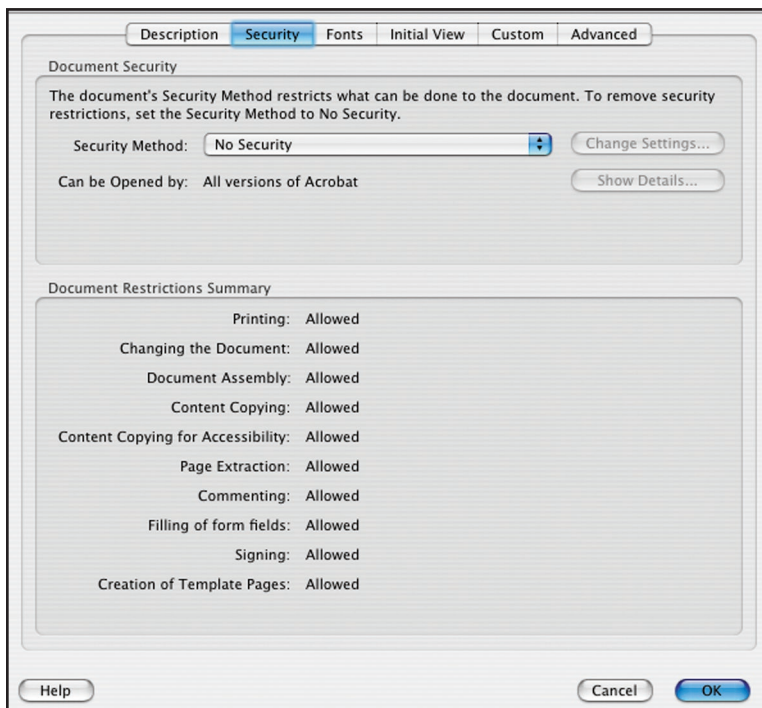 Description Security Fonts Initial View Custom Advanced
Document Security
The document's Security Method restricts what can be done to the document. To remove security
restrictions, set the Security Method to No Security.
Security Method: No Security Change Settings...
Can be Opened by: All versions of Acrobat Show Details...
Document Restrictions Summary
Printing: Allowed
Changing the Document: Allowed
Document Assembly: Allowed
Content Copying: Allowed
Content Copying for Accessibility: Allowed
Page Extraction: Allowed
Commenting: Allowed
Filling of form fields: Allowed
Signing: Allowed
Creation of Template Pages: Allowed
Help Cancel OK